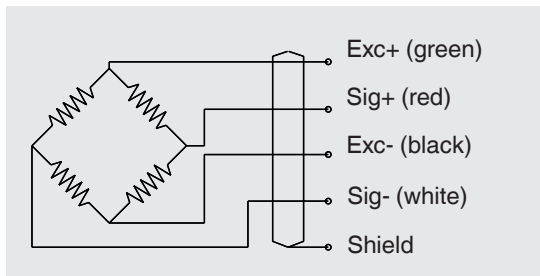 Exc+ (green)
Sig+ (red)
Exc- (black)
Sig- (white)
Shield